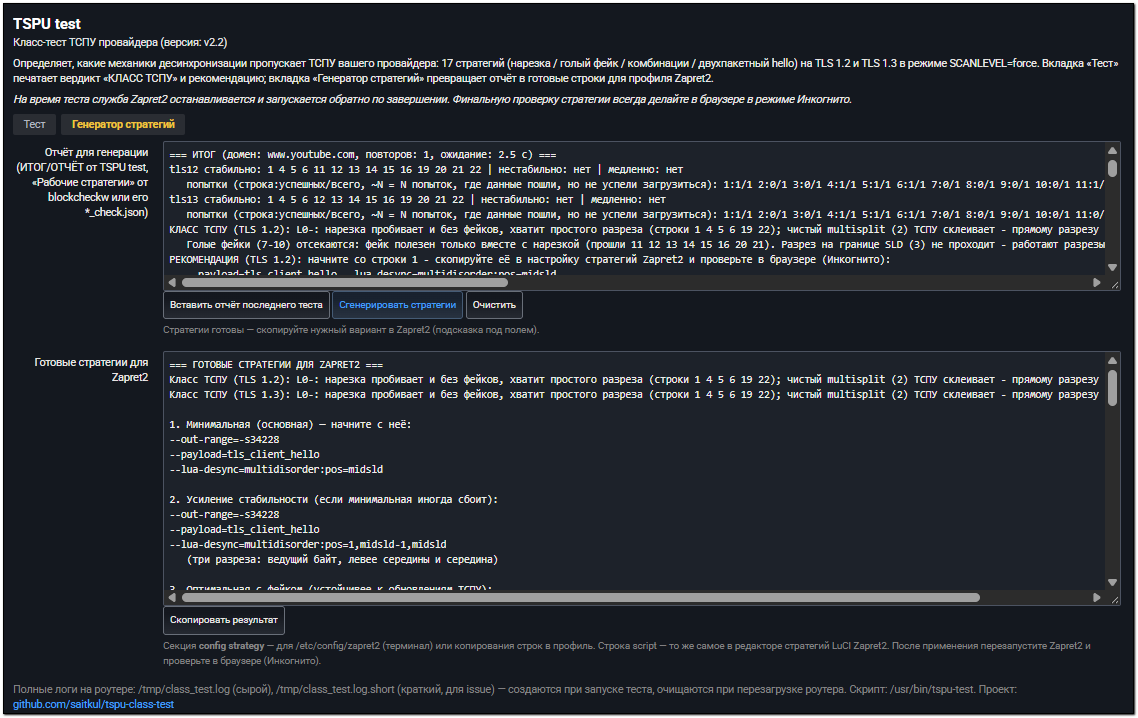 TSPU test
Класс-тест ТСПУ провайдера (версия: v2.2)
Определяет, какие механики десинхронизации пропускает ТСПУ вашего провайдера: 17 стратегий (нарезка / голый фейк / комбинации / двухпакетный hello) на TLS 1.2 и TLS 1.3 в режиме SCANLEVEL=force. Вкладка «Тест»
печатает вердикт «КЛАСС ТСПУ» и рекомендацию; вкладка «Генератор стратегий» превращает отчёт в готовые строки для профиля Zapret2.
На время теста служба Zapret2 останавливается и запускается обратно по завершении. Финальную проверку стратегии всегда делайте в браузере в режиме Инкогнито.
Тест
Генератор стратегий
Отчёт для генерации
(ИТОГ/ОТЧЁТ от TSPU test,
«Рабочие стратегии» от
blockcheckw или его
*_check.json)
=== ИТОГ (домен: www.youtube.com, повторов: 1, ожидание: 2.5 с) ===
tls12 стабильно: 1 4 5 6 11 12 13 14 15 16 19 20 21 22 | нестабильно: нет | медленно: нет
попытки (строка:успешных/всего, ~N = N попыток, где данные пошли, но не успели загрузиться): 1:1/1 2:0/1 3:0/1 4:1/1 5:1/1 6:1/1 7:0/1 8:0/1 9:0/1 10:0/1 11:1/
tls13 стабильно: 1 4 5 6 12 13 14 15 16 19 20 21 22 | нестабильно: нет | медленно: нет
попытки (строка:успешных/всего, ~N = N попыток, где данные пошли, но не успели загрузиться): 1:1/1 2:0/1 3:0/1 4:1/1 5:1/1 6:1/1 7:0/1 8:0/1 9:0/1 10:0/1 11:0/
КЛАСС ТСПУ (TLS 1.2): L0-: нарезка пробивает и без фейков, хватит простого разреза (строки 1 4 5 6 19 22); чистый multisplit (2) ТСПУ склеивает - прямому разрезу
Голые фейки (7-10) отсекаются: фейк полезен только вместе с нарезкой (прошли 11 12 13 14 15 16 20 21). Разрез на границе SLD (3) не проходит - работают разрезы
РЕКОМЕНДАЦИЯ (TLS 1.2): начните со строки 1 - скопируйте её в настройку стратегий Zapret2 и проверьте в браузере (Инкогнито):
payload=tls_client_hello lua-desync=multidisorder:pos=midsld
Вставить отчёт последнего теста
Сгенерировать стратегии
Очистить
Стратегии готовы — скопируйте нужный вариант в Zapret2 (подсказка под полем).
Готовые стратегии для
Zapret2
=== ГОТОВЫЕ СТРАТЕГИИ ДЛЯ ZAPRET2 ===
Класс ТСПУ (TLS 1.2): L0-: нарезка пробивает и без фейков, хватит простого разреза (строки 1 4 5 6 19 22); чистый multisplit (2) ТСПУ склеивает - прямому разрезу
Класс ТСПУ (TLS 1.3): L0-: нарезка пробивает и без фейков, хватит простого разреза (строки 1 4 5 6 19 22); чистый multisplit (2) ТСПУ склеивает - прямому разрезу
1. Минимальная (основная) — начните с неё:
--out-range=-s34228
--payload=tls_client_hello
--lua-desync=multidisorder:pos=midsld
2. Усиление стабильности (если минимальная иногда сбоит):
--out-range=-s34228
--payload=tls_client_hello
--lua-desync=multidisorder:pos=1,midsld-1,midsld
(три разреза: ведущий байт, левее середины и середина)
3. Оптимальная с фейком (устойчивее к обновлениям ТСПУ):
Скопировать результат
Секция config strategy — для /etc/config/zapret2 (терминал) или копирования строк в профиль. Строка script — то же самое в редакторе стратегий LuCI Zapret2. После применения перезапустите Zapret2 и
проверьте в браузере (Инкогнито).
Полные логи на роутере: /tmp/class_test.log (сырой), /tmp/class_test.log.short (краткий, для issue) — создаются при запуске теста, очищаются при перезагрузке роутера. Скрипт: /usr/bin/tspu-test. Проект:
github.com/saitkul/tspu-class-test